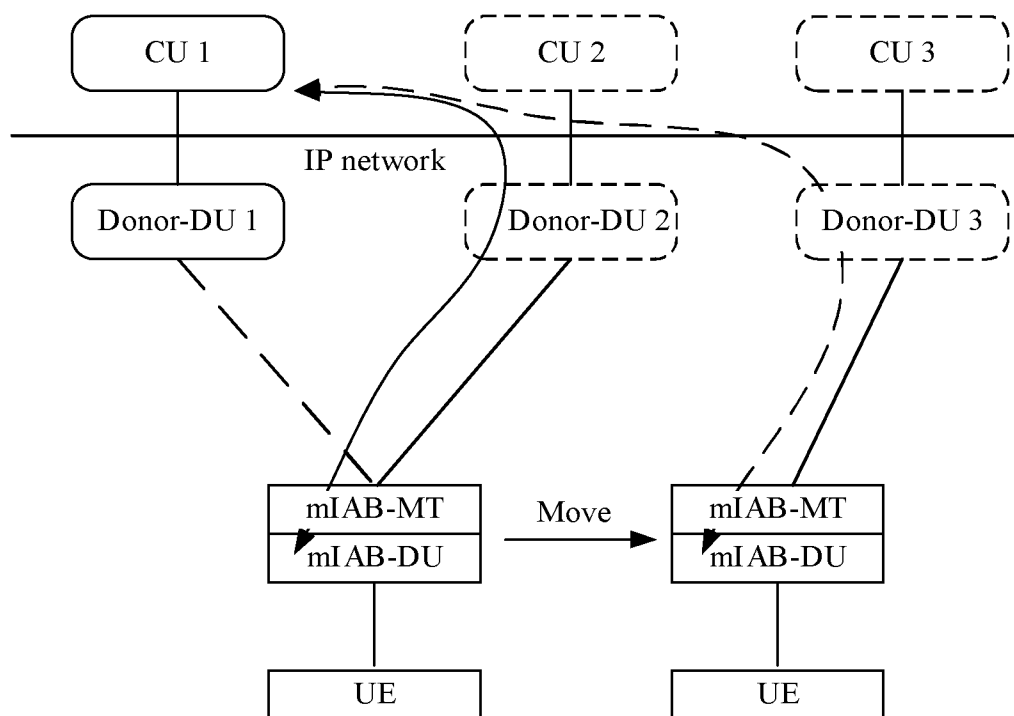 CU 1
CU 2
CU 3
IP network
Donor-DU 1
Donor-DU 2
Donor-DU 3
mIAB-MT
mIAB-DU
Move
mIAB-MT
mIAB-DU
UE
UE